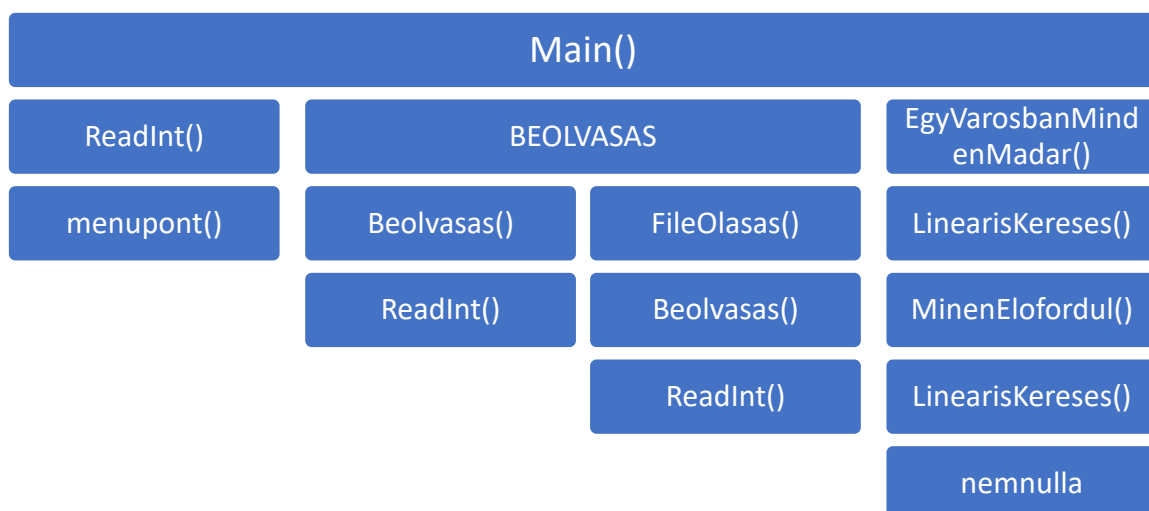 Main()
ReadInt()
BEOLVASAS
EgyVarosbanMind
enMadar()
menupont()
Beolvasas()
FileOlasas()
LinearisKereses()
ReadInt()
Beolvasas()
MinenElofordul()
ReadInt()
LinearisKereses()
nemnulla